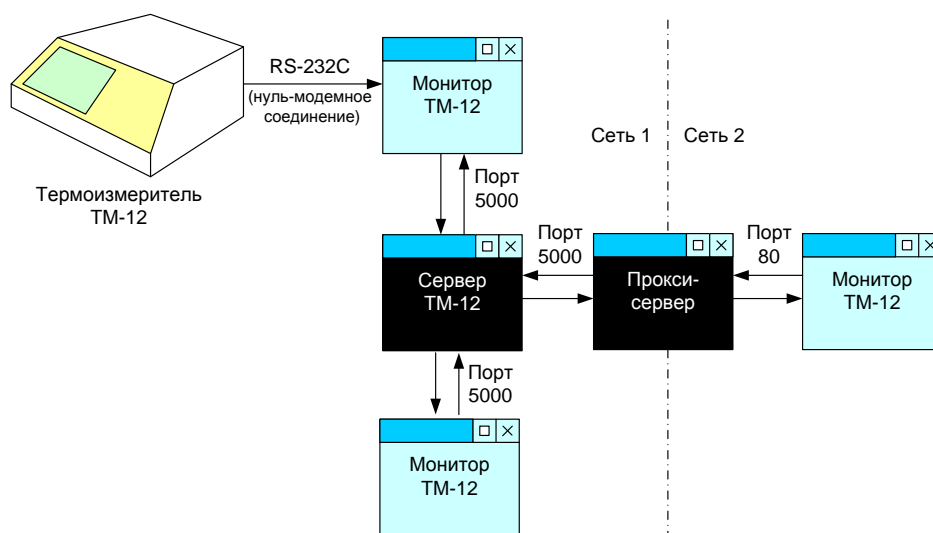 RS-232C
(нуль-модемное
соединение)
Монитор
ТМ-12
Термоизмеритель
ТМ-12
Порт
5000
Сеть 1
Сеть 2
Сервер
ТМ-12
Порт
5000
Прокси-
сервер
Порт
80
Монитор
ТМ-12
Порт
5000
Монитор
ТМ-12